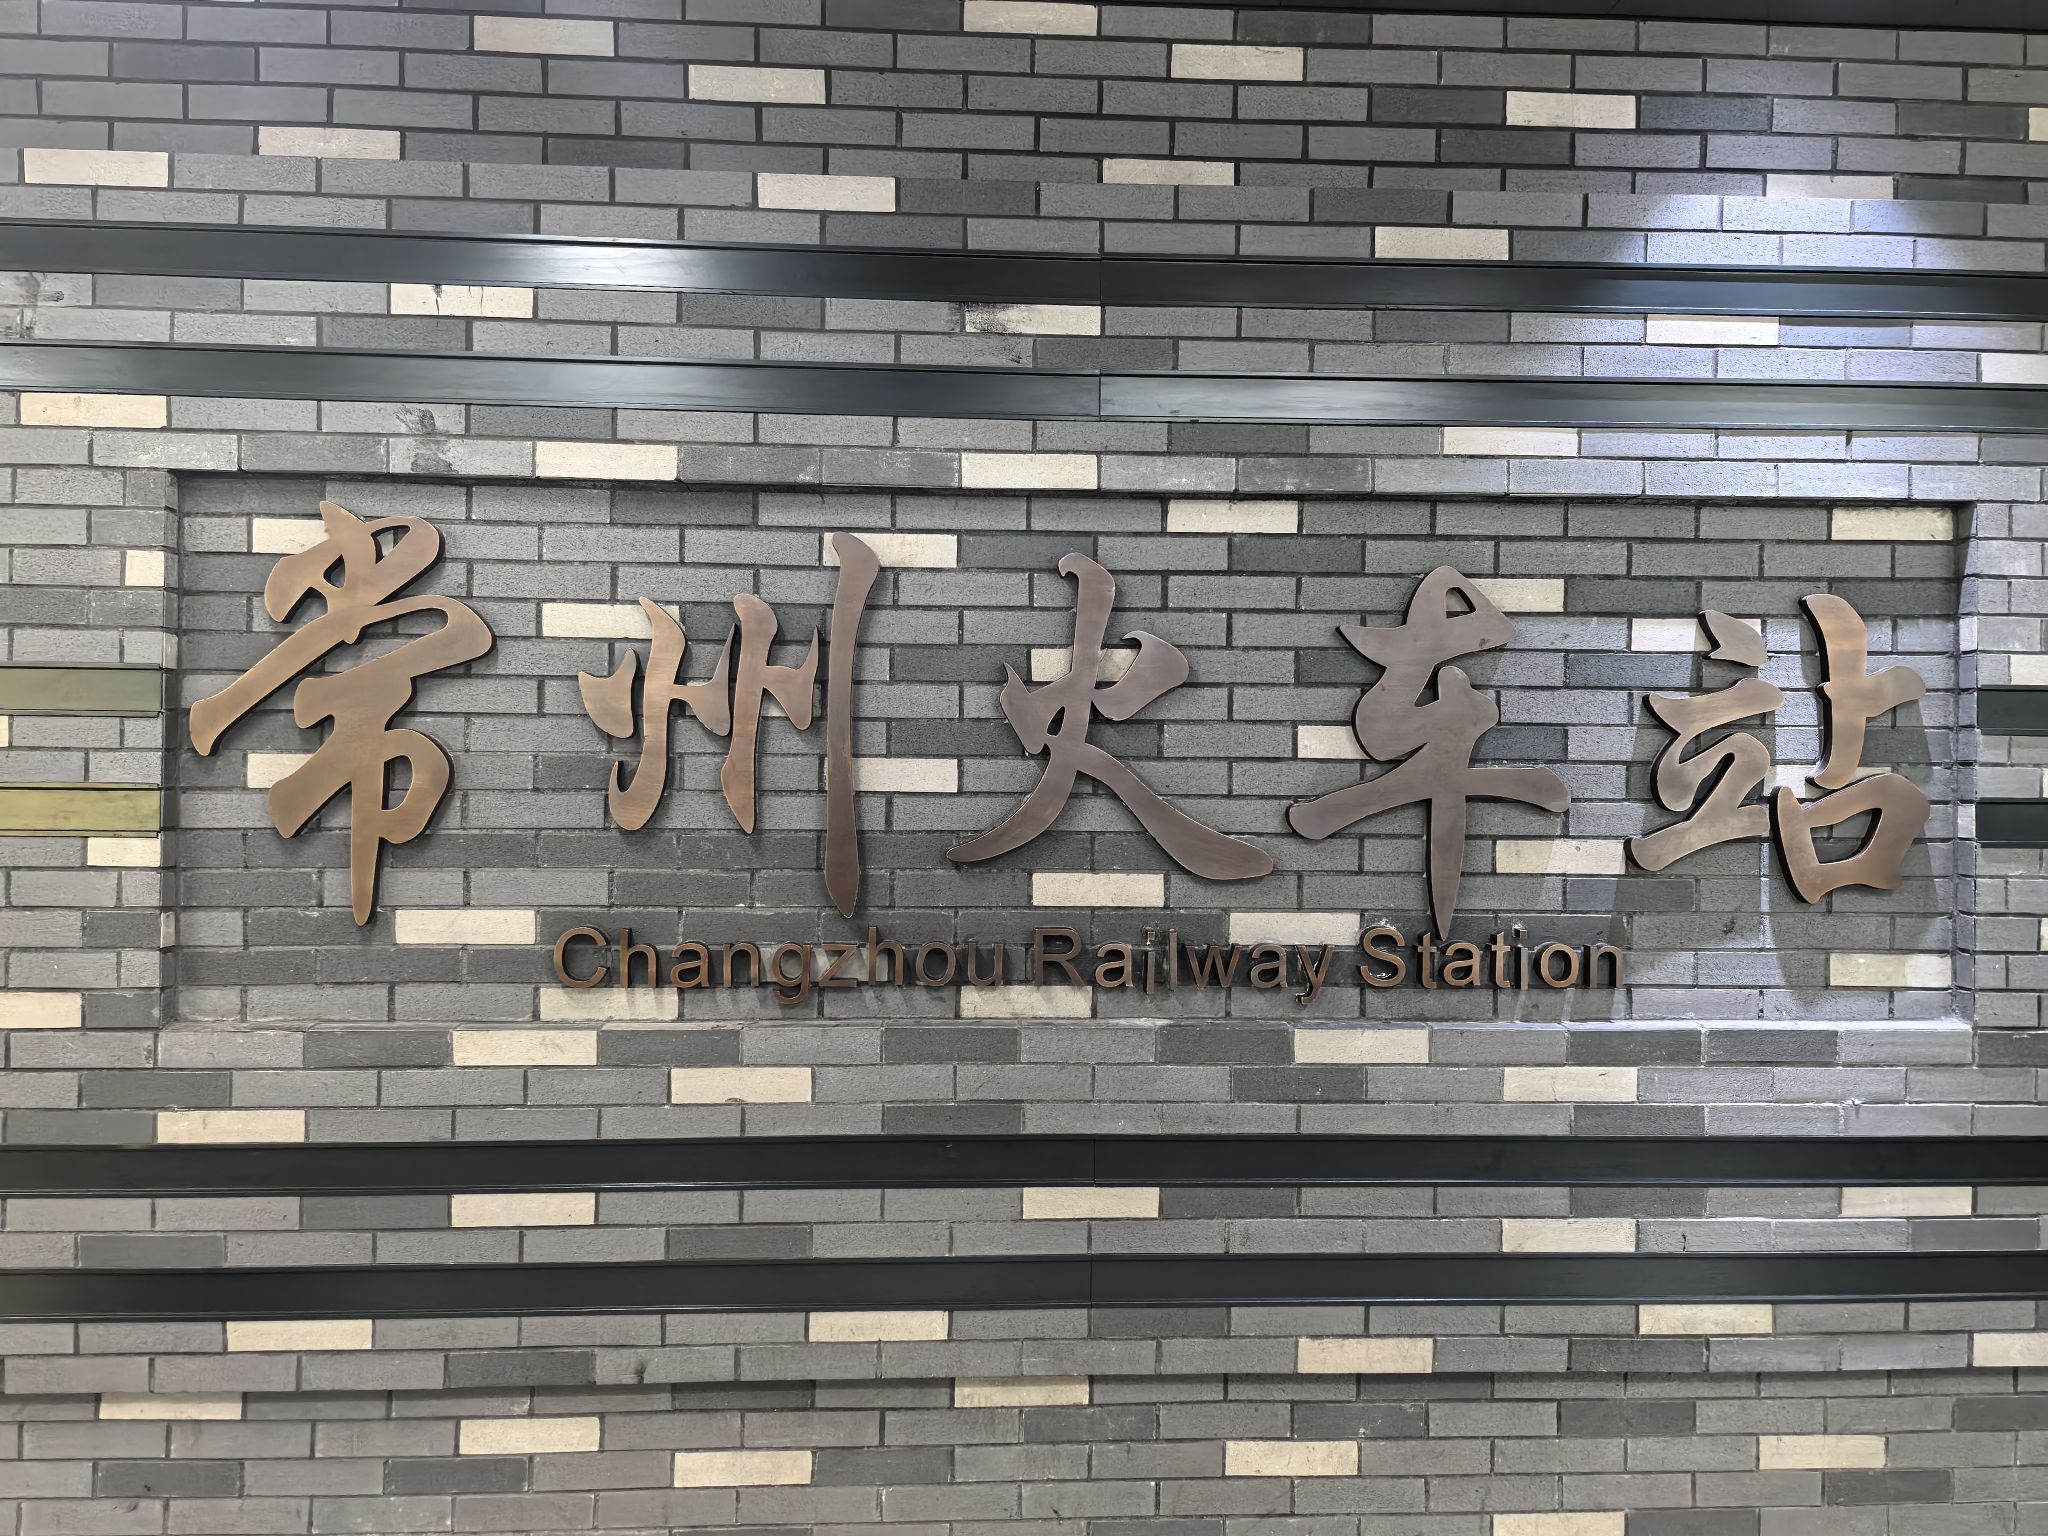 常州火车站
Changzhou Railway Station